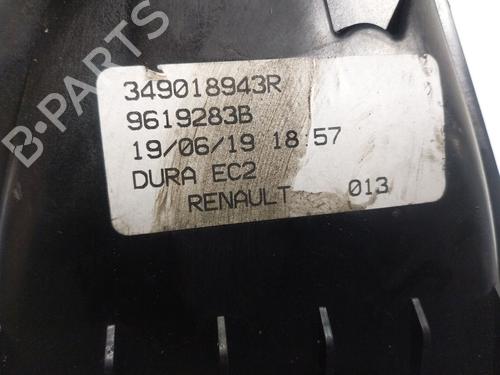 B-PARTS
349018943R
9619283B
19/06/19 18:57
DURA EC2
RENAULT 013